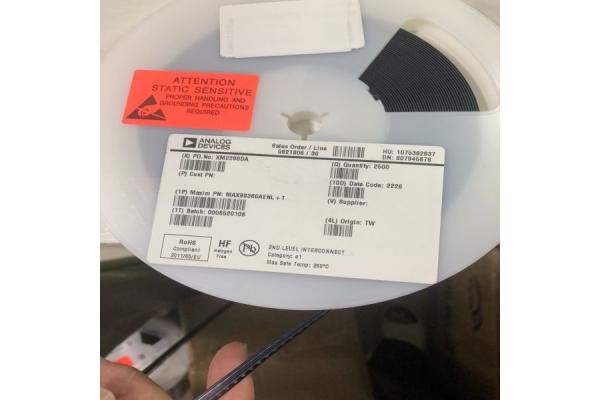 ATTENTION
STATIC SENSITIVE
PROPER HANDLING AND
GROUNDING PRECAUTIONS
REQUIRED
ANALOG
DEVICES
Sales Order / Line
5821806 / 30
HU: 1075362637
DN: 807945678
(K) PO.No: XM2290DA
(Q) Quantity: 2500
(P) Cust PN:
(10D) Date Code: 2226
(V) Supplier:
(1P) Maxim PN: MAX98360AENL+T
(1T) Batch: 0006520106
(4L) Origin: TW
RoHS
Compliant
2011/65/EU
HF
Halogen
Free
Pb
2ND LEVEL INTERCONNECT
Category: e1
Max Safe Temp: 260°C